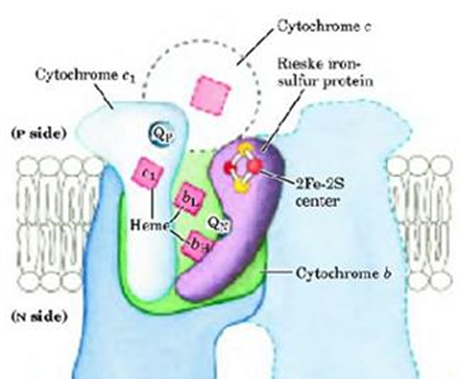 Cytochrome c
Rieske iron-
sulfur protein
Cytochrome c₁
(P side)
Qₚ
c₁
bL
2Fe-2S
center
Heme
QN
bH
Cytochrome b
(N side)